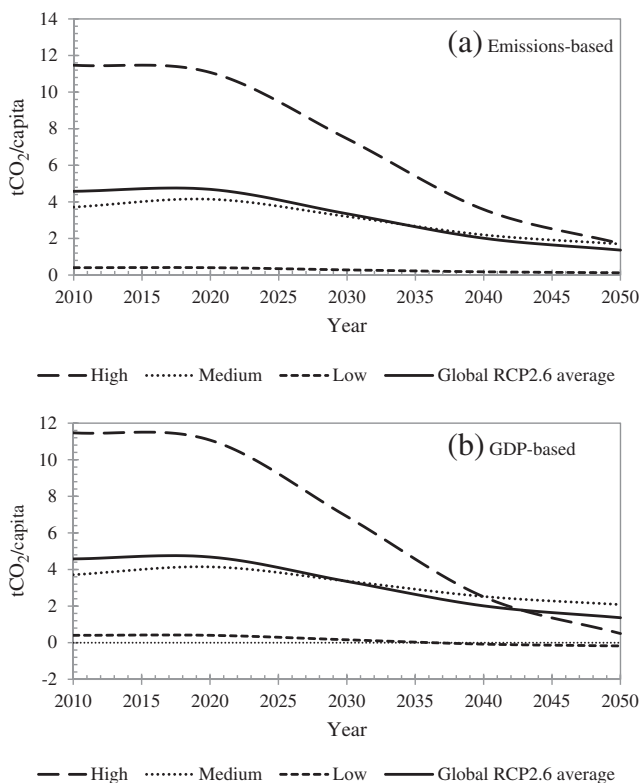 14
12
10
8
6
4
2
0
tCO₂/capita
(a) Emissions-based
2010 2015 2020 2025 2030 2035 2040 2045 2050
Year
High Medium Low Global RCP2.6 average
12
10
8
6
4
2
0
-2
tCO₂/capita
(b) GDP-based
2010 2015 2020 2025 2030 2035 2040 2045 2050
Year
High Medium Low Global RCP2.6 average